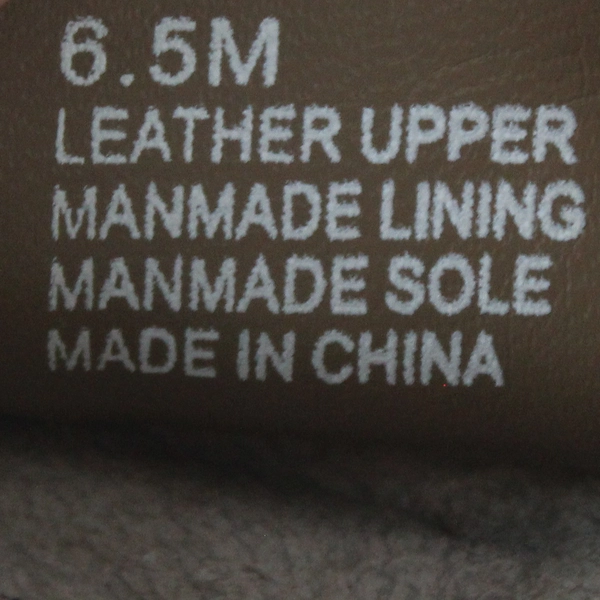 6.5M
LEATHER UPPER
MANMADE LINING
MANMADE SOLE
MADE IN CHINA